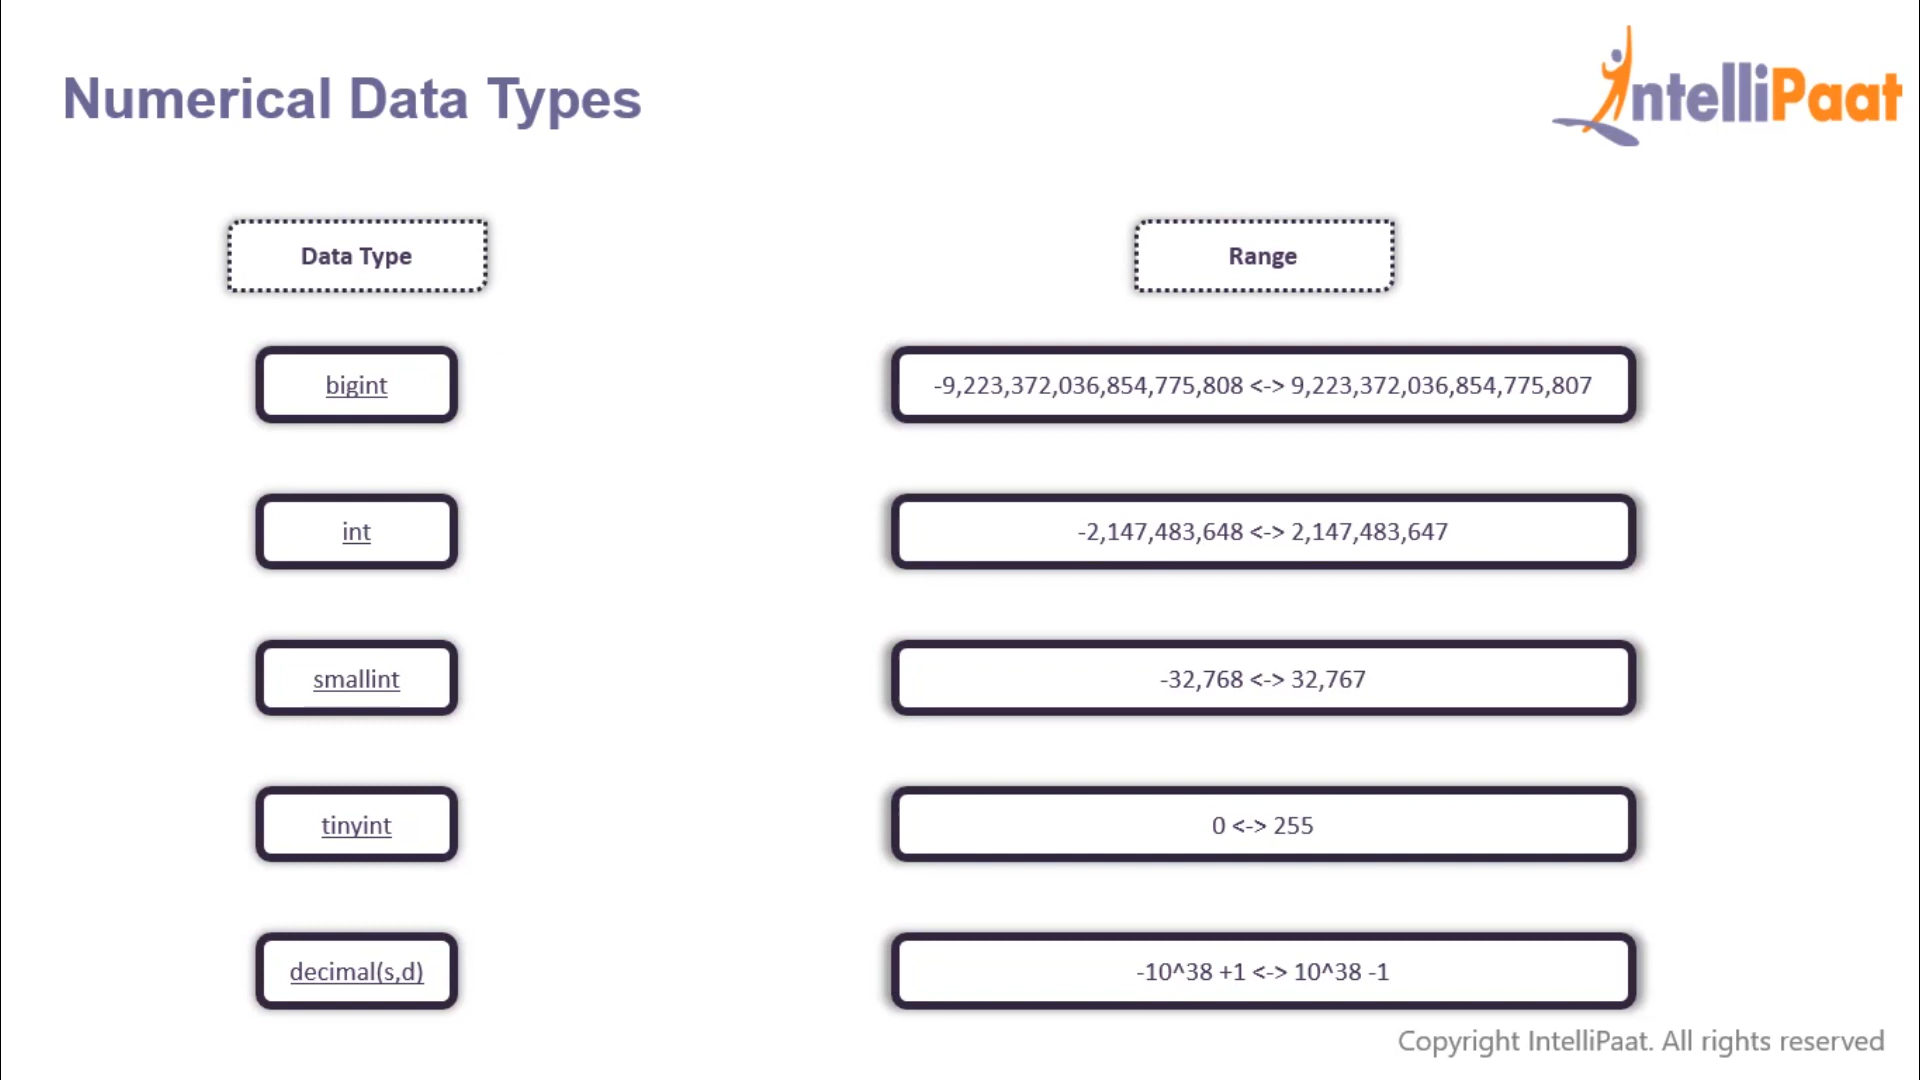 Numerical Data Types
IntelliPaat
Data Type
Range
bigint
-9,223,372,036,854,775,808 <-> 9,223,372,036,854,775,807
int
-2,147,483,648 <-> 2,147,483,647
smallint
-32,768 <-> 32,767
tinyint
0 <-> 255
decimal(s,d)
-10^38 +1 <-> 10^38 -1
Copyright IntelliPaat. All rights reserved